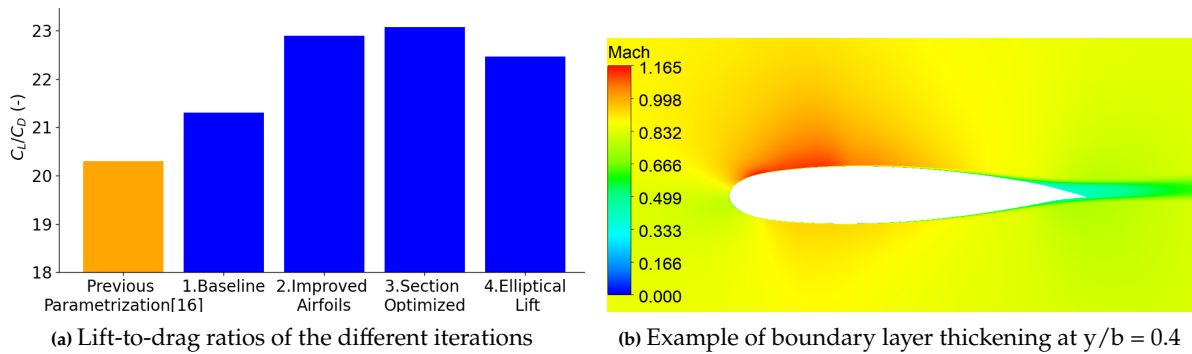 23
22
21
20
19
18
C_L/C_D (-)
Previous Parametrization[16]
1.Baseline
2.Improved Airfoils
3.Section Optimized
4.Elliptical Lift
(a) Lift-to-drag ratios of the different iterations
Mach
1.165
0.998
0.832
0.666
0.499
0.333
0.166
0.000
(b) Example of boundary layer thickening at y/b = 0.4